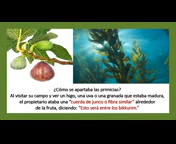 ¿Cómo se apartaba las primicias?
Al visitar su campo y ver un higo, una uva o una granada que estaba madura,
el propietario ataba una "cuerda de junco o fibra similar" alrededor
de la fruta, diciendo: "Esto será entre los bikkurim."